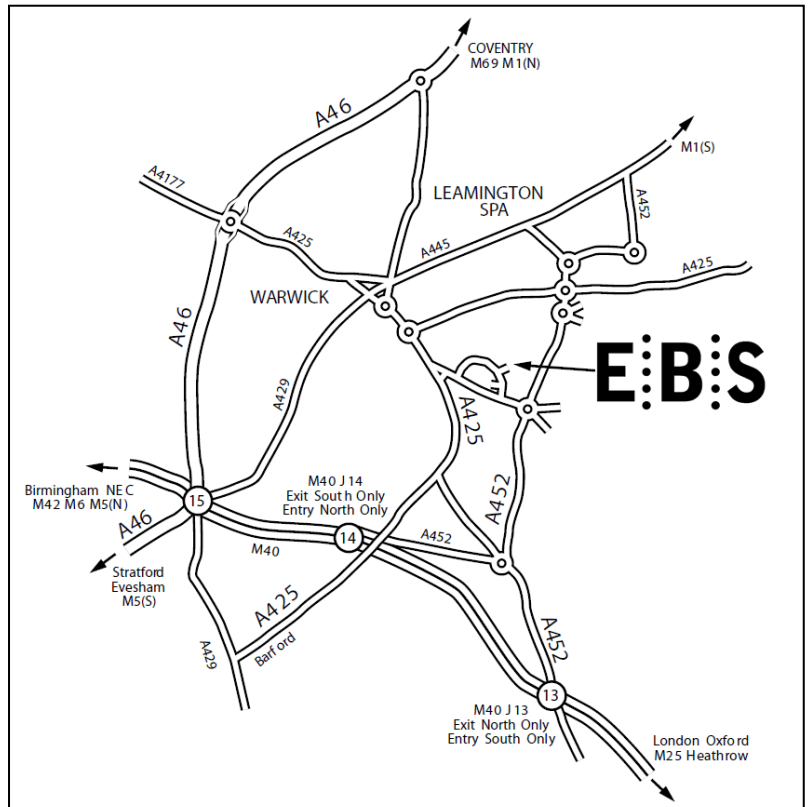 COVENTRY
M69 M1(N)
A46
M1(S)
A4177
LEAMINGTON
SPA
A452
A425
A445
A425
WARWICK
A46
E B S
A429
A425
M40 J14
Exit South Only
Entry North Only
A452
Birmingham NEC
M42 M6 M5(N)
15
A46
14
A452
M40
Stratford
Evesham
M5(S)
A425
Barford
A429
A452
13
M40 J13
Exit North Only
Entry South Only
London Oxford
M25 Heathrow